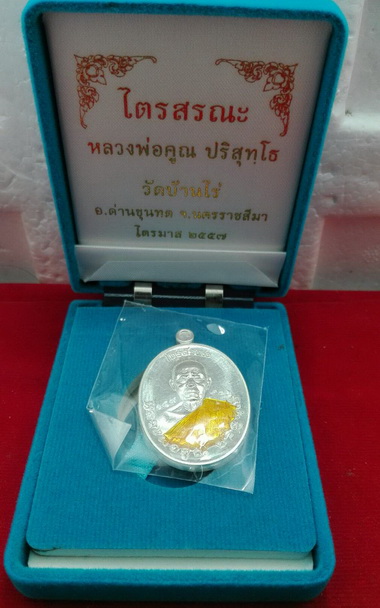 ไตรสรณะ
หลวงพ่อคูณ ปริสุทฺโธ
วัดบ้านไร่
อ.ด่านขุนทด จ.นครราชสีมา
ไตรมาส ๒๕๕๗